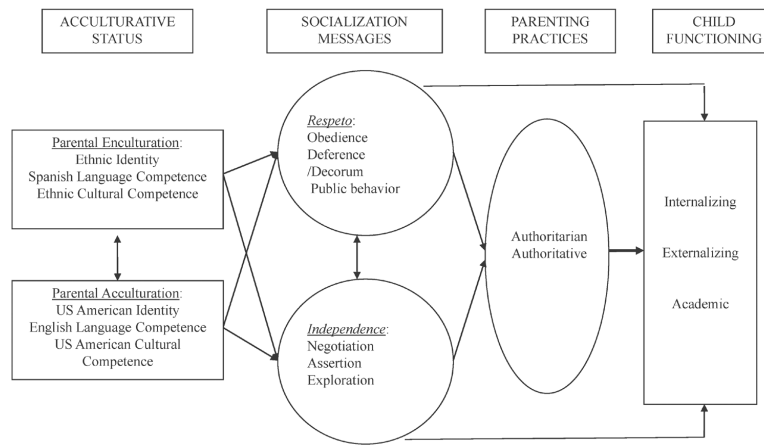 ACCULTURATIVE
STATUS
SOCIALIZATION
MESSAGES
PARENTING
PRACTICES
CHILD
FUNCTIONING
Parental Enculturation:
Ethnic Identity
Spanish Language Competence
Ethnic Cultural Competence
Parental Acculturation:
US American Identity
English Language Competence
US American Cultural
Competence
Respeto:
Obedience
Deference
/Decorum
Public behavior
Independence:
Negotiation
Assertion
Exploration
Authoritarian
Authoritative
Internalizing
Externalizing
Academic